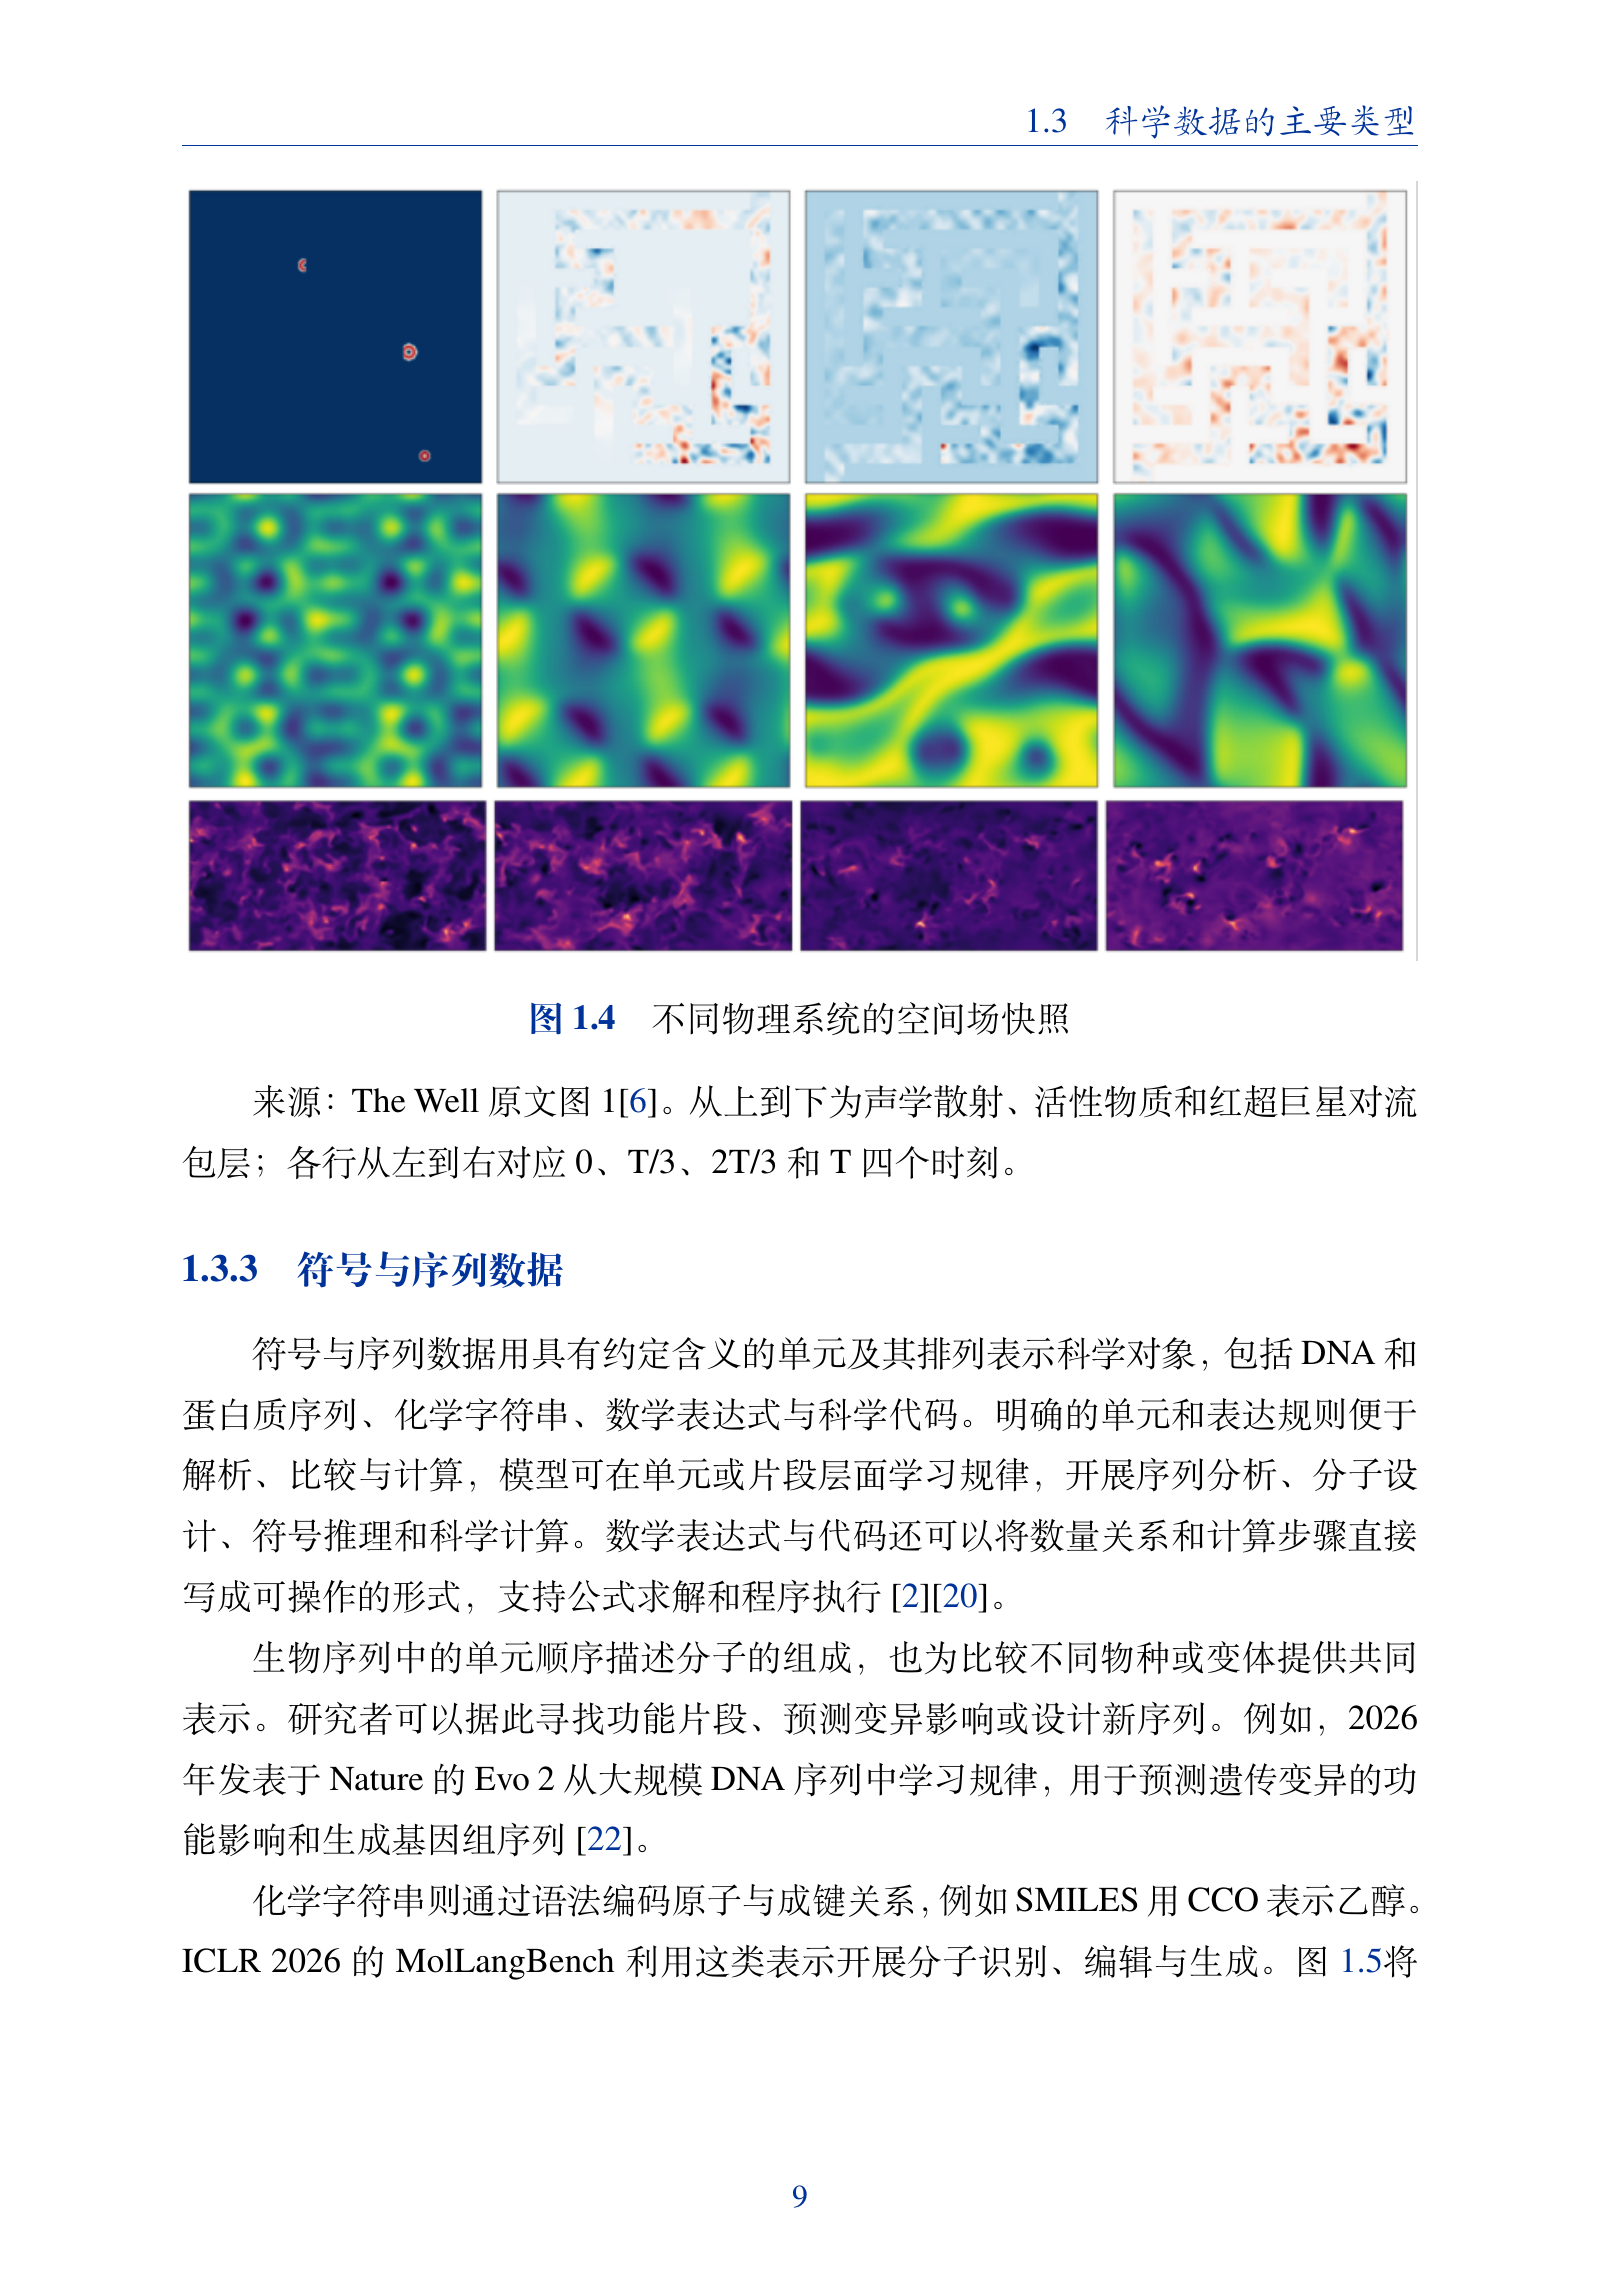 1.3 科学数据的主要类型
图 1.4 不同物理系统的空间场快照
来源：The Well 原文图 1[6]。从上到下为声学散射、活性物质和红超巨星对流
包层；各行从左到右对应 0、T/3、2T/3 和 T 四个时刻。
1.3.3 符号与序列数据
符号与序列数据用具有约定含义的单元及其排列表示科学对象，包括 DNA 和
蛋白质序列、化学字符串、数学表达式与科学代码。明确的单元和表达规则便于
解析、比较与计算，模型可在单元或片段层面学习规律，开展序列分析、分子设
计、符号推理和科学计算。数学表达式与代码还可以将数量关系和计算步骤直接
写成可操作的形式，支持公式求解和程序执行 [2][20]。
生物序列中的单元顺序描述分子的组成，也为比较不同物种或变体提供共同
表示。研究者可以据此寻找功能片段、预测变异影响或设计新序列。例如，2026
年发表于 Nature 的 Evo 2 从大规模 DNA 序列中学习规律，用于预测遗传变异的功
能影响和生成基因组序列 [22]。
化学字符串则通过语法编码原子与成键关系，例如 SMILES 用 CCO 表示乙醇。
ICLR 2026 的 MolLangBench 利用这类表示开展分子识别、编辑与生成。图 1.5将
9